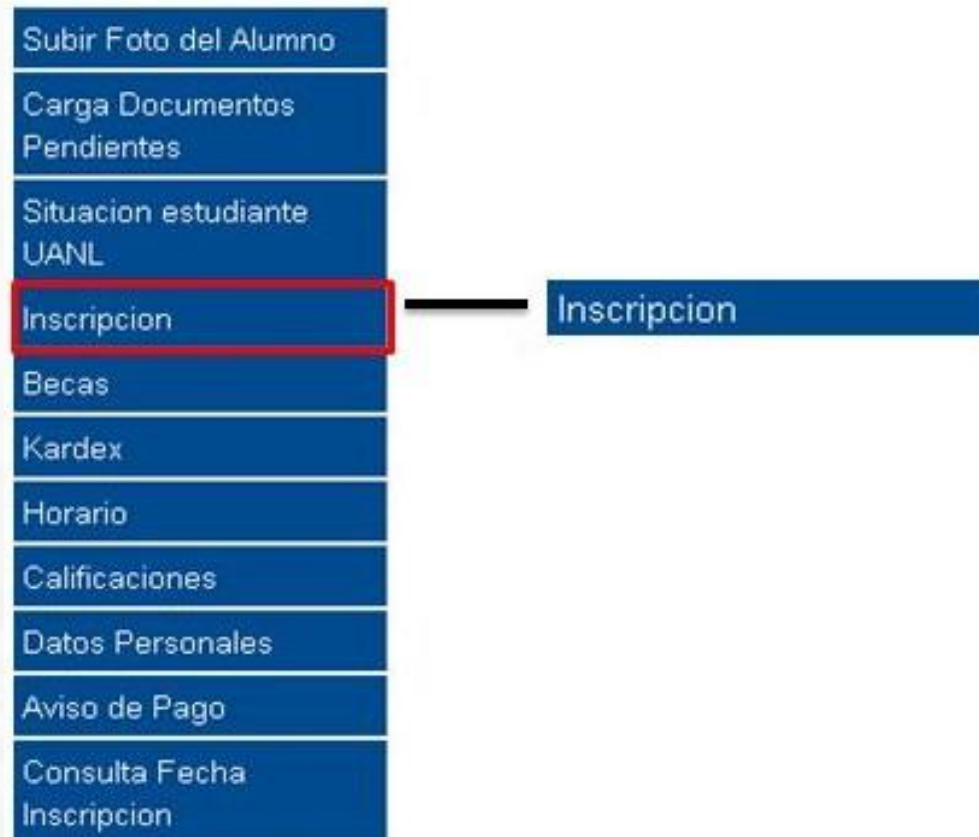 Subir Foto del Alumno
Carga Documentos
Pendientes
Situacion estudiante
UANL
Inscripcion
Inscripcion
Becas
Kardex
Horario
Calificaciones
Datos Personales
Aviso de Pago
Consulta Fecha
Inscripcion